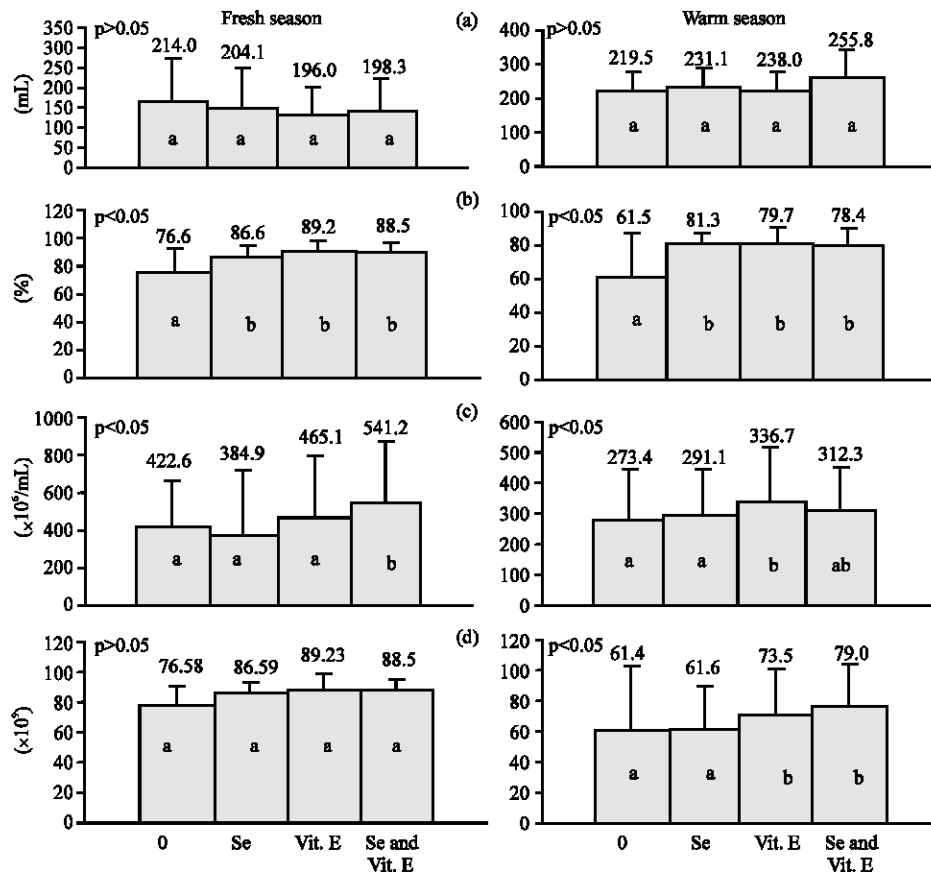 Fresh season (a) Warm season
p>0.05
214.0 204.1 196.0 198.3
350
300
250
200
150
100
50
0
(mL)
a a a a
p>0.05
219.5 231.1 238.0 255.8
400
300
200
100
0
a a a a
(b)
p<0.05
76.6 86.6 89.2 88.5
120
100
80
60
40
20
0
(%)
a b b b
p<0.05
61.5 81.3 79.7 78.4
100
80
60
40
20
0
a b b b
(c)
p<0.05
422.6 384.9 465.1 541.2
1000
800
600
400
200
0
(×10⁶/mL)
a a a b
p<0.05
273.4 291.1 336.7 312.3
600
500
400
300
200
100
0
a a b ab
(d)
p>0.05
76.58 86.59 89.23 88.5
120
100
80
60
40
20
0
(×10⁹)
a a a a
p<0.05
61.4 61.6 73.5 79.0
120
100
80
60
40
20
0
a a b b
0 Se Vit. E Se and
Vit. E
0 Se Vit. E Se and
Vit. E